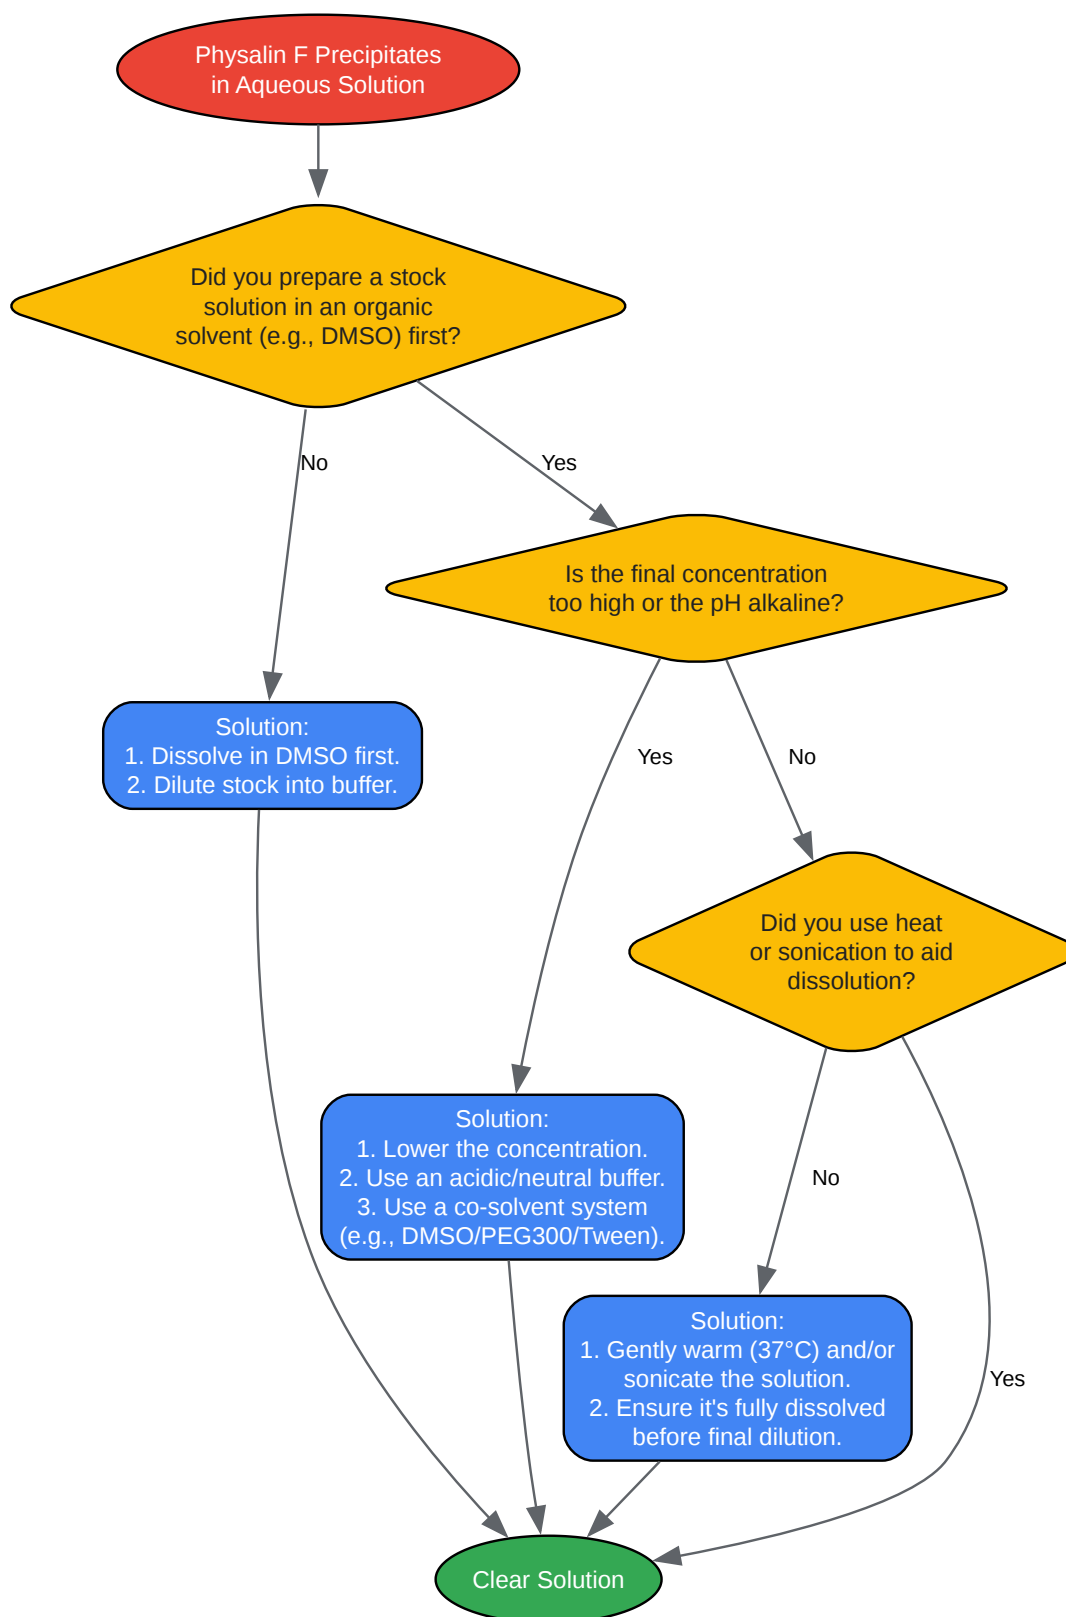 Physalin F Precipitates
in Aqueous Solution
Did you prepare a stock
solution in an organic
solvent (e.g., DMSO) first?
No
Yes
Is the final concentration
too high or the pH alkaline?
Solution:
1. Dissolve in DMSO first.
2. Dilute stock into buffer.
Yes
No
Did you use heat
or sonication to aid
dissolution?
Solution:
1. Lower the concentration.
2. Use an acidic/neutral buffer.
3. Use a co-solvent system
(e.g., DMSO/PEG300/Tween).
No
Solution:
1. Gently warm (37°C) and/or
sonicate the solution.
2. Ensure it's fully dissolved
before final dilution.
Yes
Clear Solution